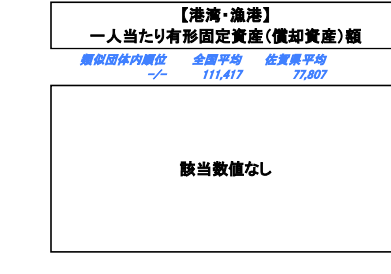 【港湾・漁港】
一人当たり有形固定資産（償却資産）額
類似団体内順位 全国平均 佐賀県平均
-/- 111,417 77,807
該当数値なし